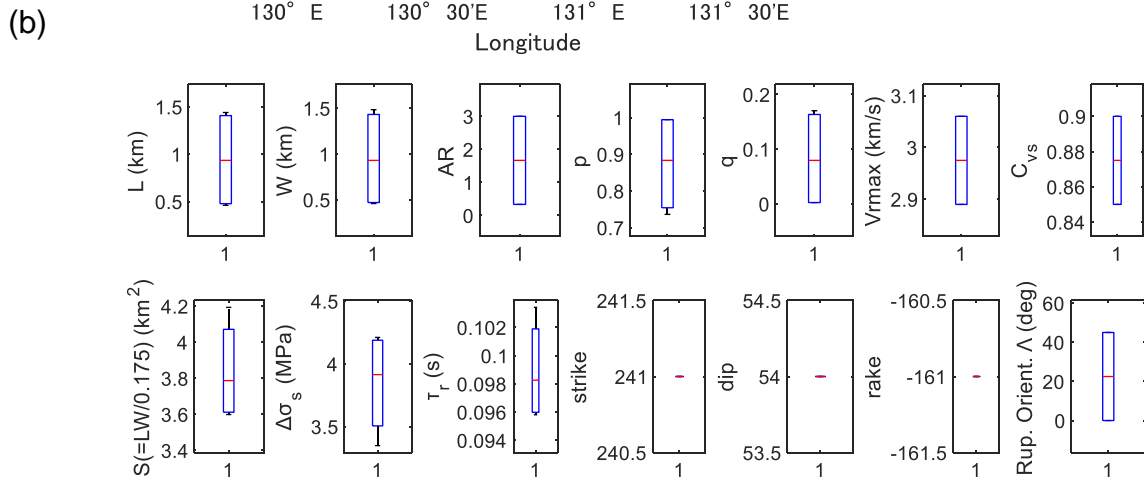 (b)
130° E 130° 30'E 131° E 131° 30'E
Longitude
L (km) 1.5 1 0.5 1
W (km) 1.5 1 0.5 1
AR 3 2 1 0 1
p 1 0.9 0.8 0.7 1
q 0.2 0.1 0 1
Vrmax (km/s) 3.1 3 2.9 1
C_vs 0.9 0.88 0.86 0.84 1
S(=LW/0.175) (km²) 4.2 4 3.8 3.6 3.4 1
Δσ_s (MPa) 4.5 4 3.5 1
τ_r (s) 0.102 0.1 0.098 0.096 0.094 1
strike 241.5 241 240.5 1
dip 54.5 54 53.5 1
rake -160.5 -161 -161.5 1
Rup. Orient. Λ (deg) 60 40 20 0 1